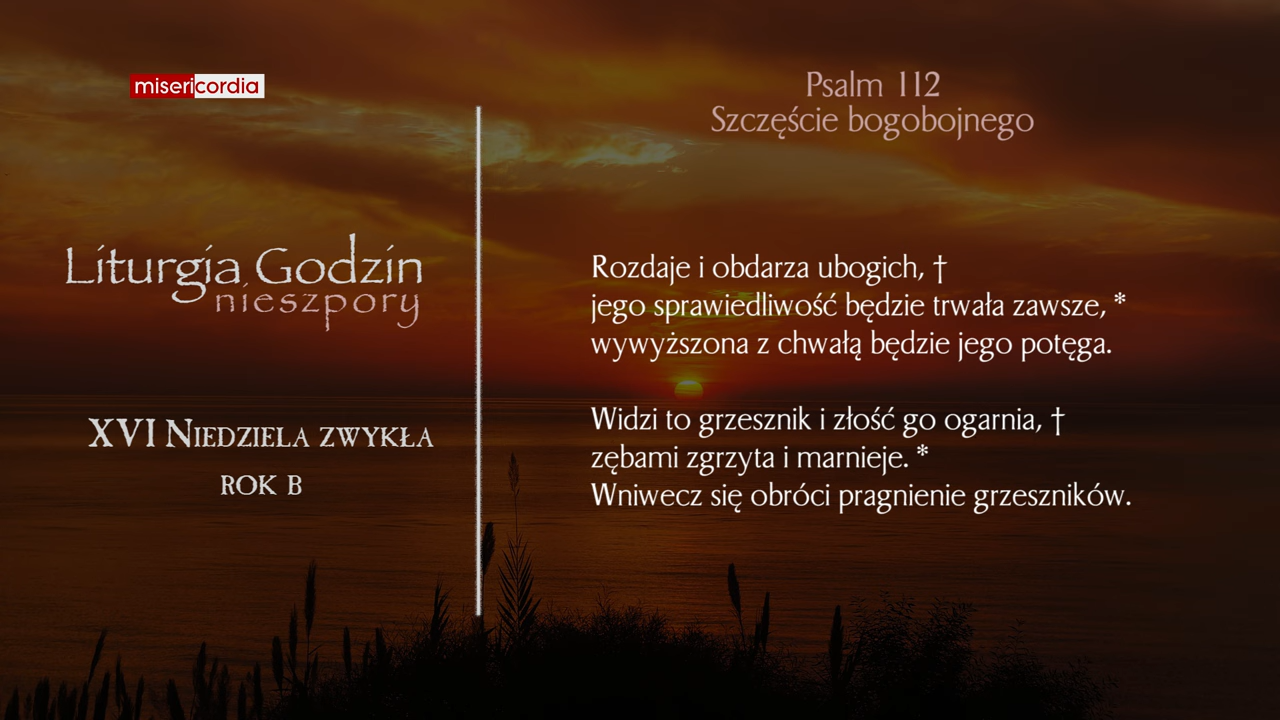 misericordia
Liturgia Godzin
nieszpory
XVI Niedziela zwykła
rok B
Psalm 112
Szczęście bogobojnego
Rozdaje i obdarza ubogich, †
jego sprawiedliwość będzie trwała zawsze, *
wywyższona z chwałą będzie jego potęga.
Widzi to grzesznik i złość go ogarnia, †
zębami zgrzyta i marnieje. *
Wniwecz się obróci pragnienie grzeszników.